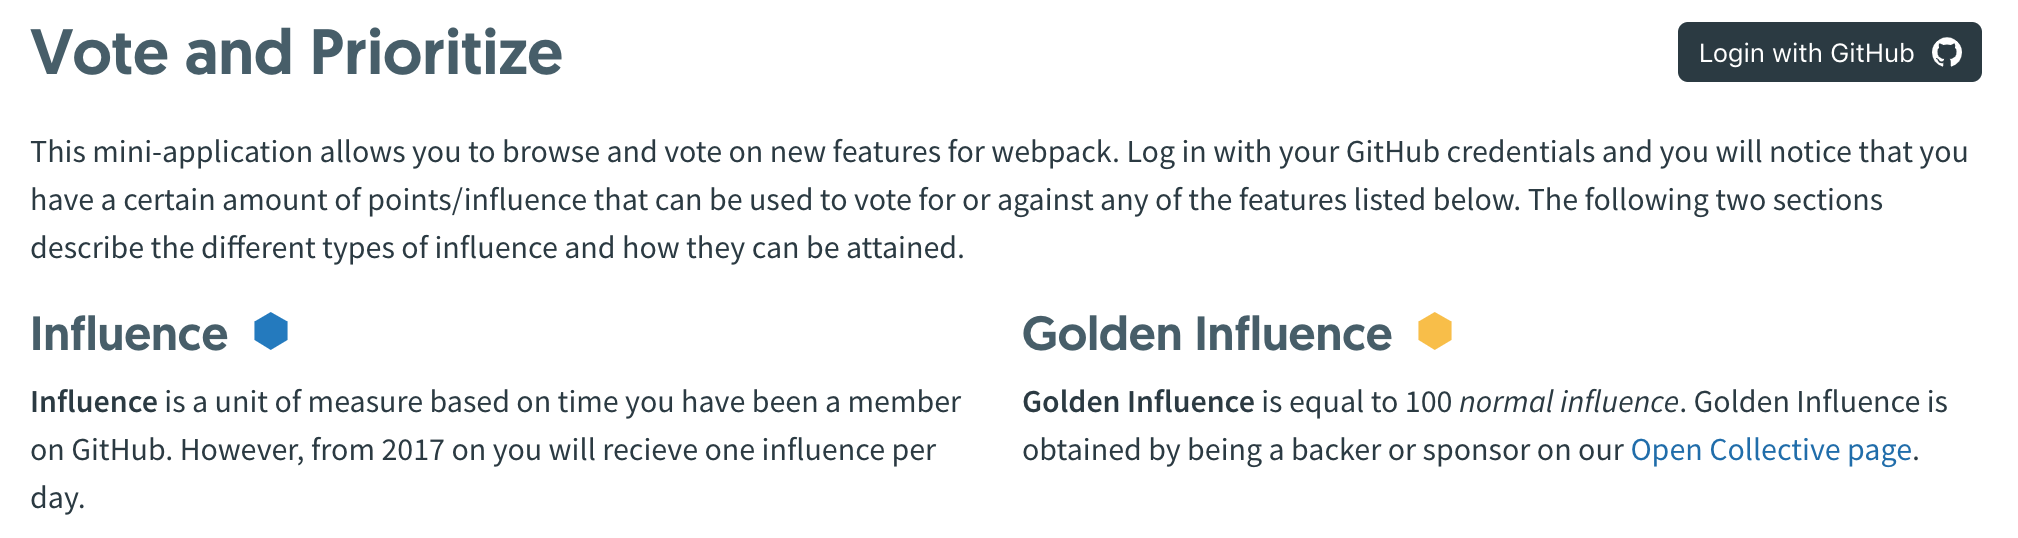 Vote and Prioritize
Login with GitHub
This mini-application allows you to browse and vote on new features for webpack. Log in with your GitHub credentials and you will notice that you
have a certain amount of points/influence that can be used to vote for or against any of the features listed below. The following two sections
describe the different types of influence and how they can be attained.
Influence
Influence is a unit of measure based on time you have been a member
on GitHub. However, from 2017 on you will recieve one influence per
day.
Golden Influence
Golden Influence is equal to 100 normal influence. Golden Influence is
obtained by being a backer or sponsor on our Open Collective page.